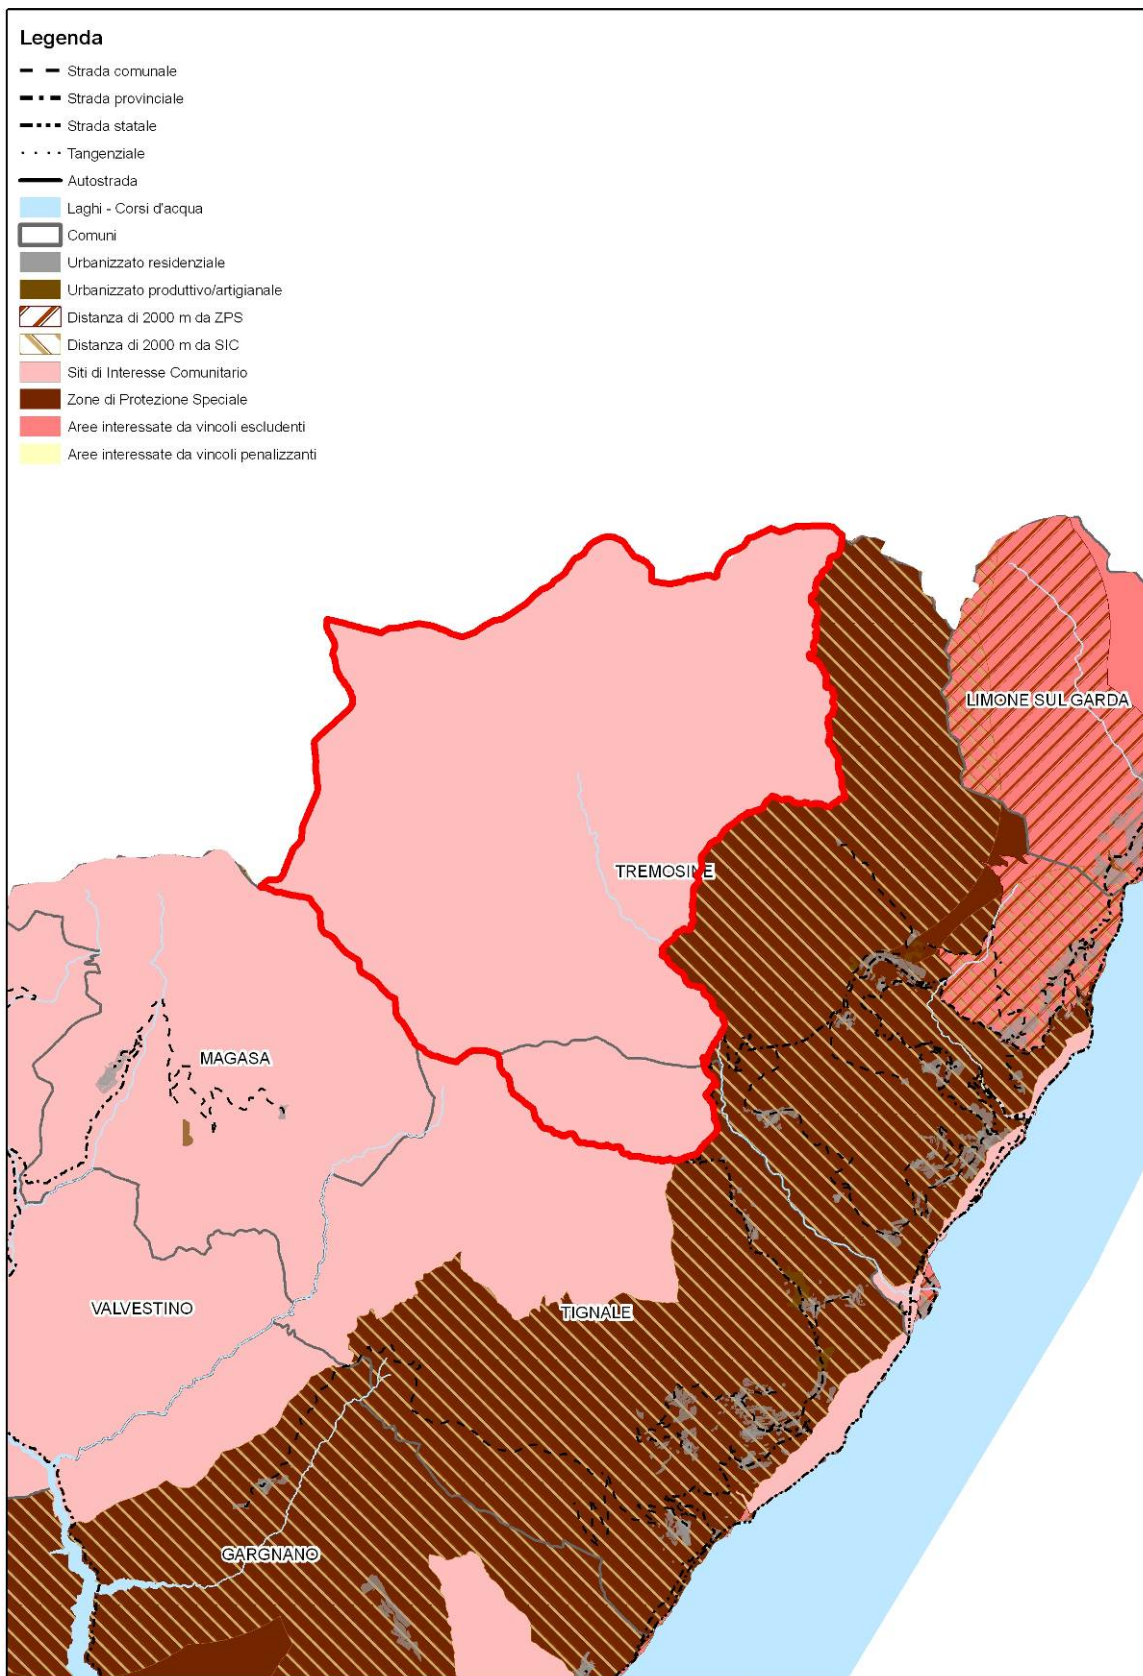 Legenda
Strada comunale
Strada provinciale
Strada statale
Tangenziale
Autostrada
Laghi - Corsi d'acqua
Comuni
Urbanizzato residenziale
Urbanizzato produttivo/artigianale
Distanza di 2000 m da ZPS
Distanza di 2000 m da SIC
Siti di Interesse Comunitario
Zone di Protezione Speciale
Aree interessate da vincoli escludenti
Aree interessate da vincoli penalizzanti
LIMONE SUL GARDA
TREMOSINE
MAGASA
VALVESTINO
TIGNALE
GARGNANO